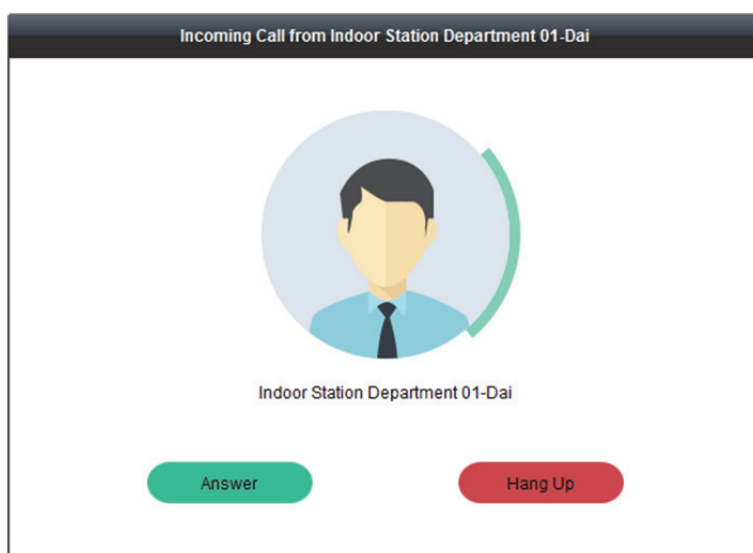 Incoming Call from Indoor Station Department 01-Dai
Indoor Station Department 01-Dai
Answer
Hang Up